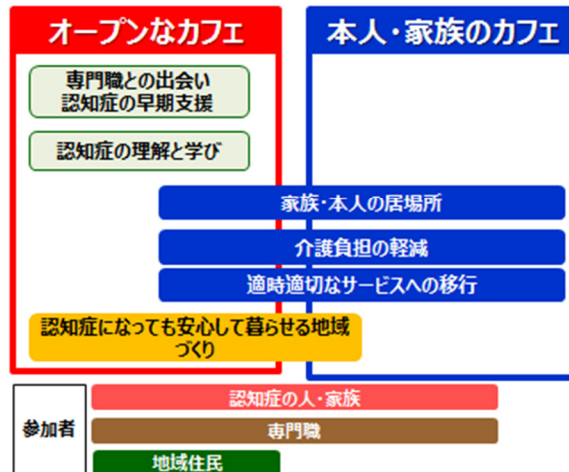 オープンなカフェ
本人・家族のカフェ
専門職との出会い
認知症の早期支援
認知症の理解と学び
家族・本人の居場所
介護負担の軽減
適時適切なサービスへの移行
認知症になっても安心して暮らせる地域
づくり
参加者
認知症の人・家族
専門職
地域住民